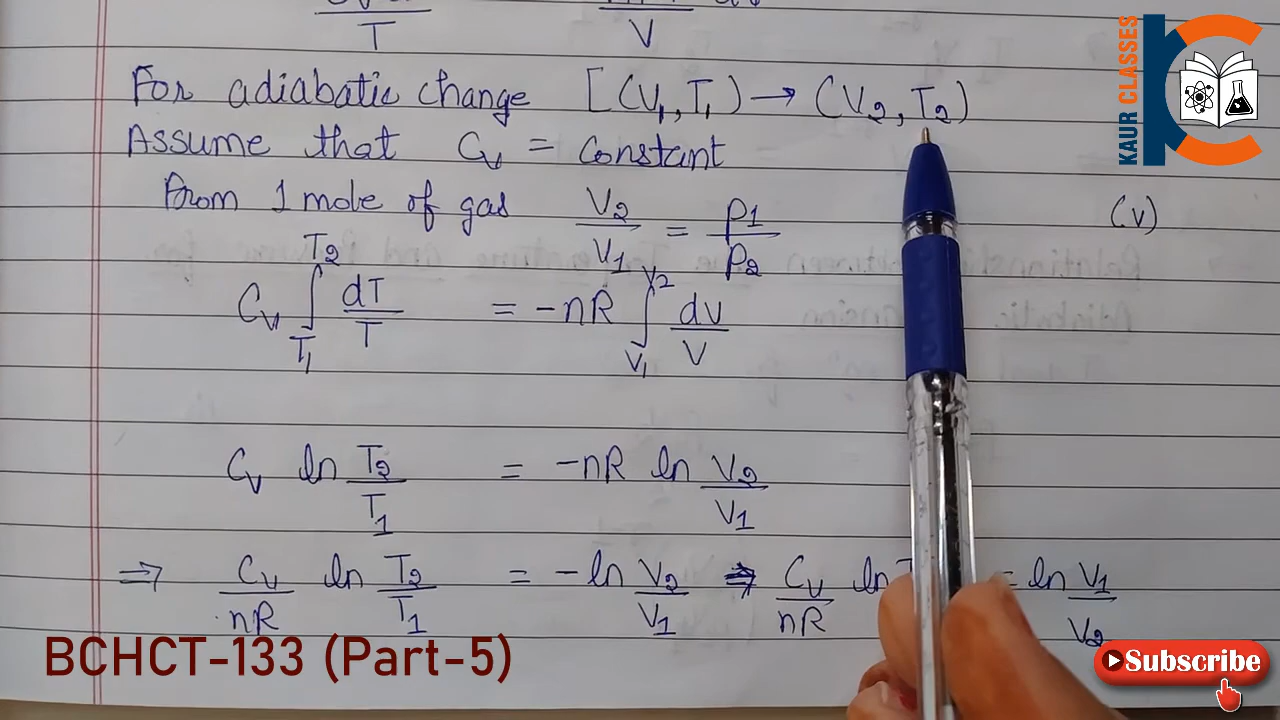 T V
For adiabatic change [(V1, T1) → (V2, T2)
Assume that Cv = Constant
From 1 mole of gas V2/V1 = P1/P2 (V)
Cv ∫T1^T2 dT/T = -nR ∫V1^V2 dv/V
Cv ln T2/T1 = -nR ln V2/V1
⇒ Cv/nR ln T2/T1 = -ln V2/V1 ⇒ Cv/nR ln = ln V1/V2
BCHCT-133 (Part-5)
KAUR CLASSES
Subscribe